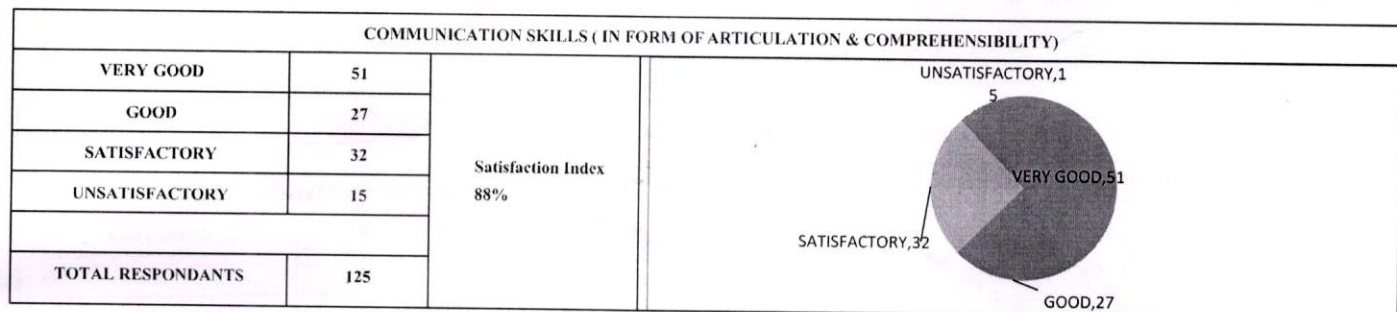 COMMUNICATION SKILLS ( IN FORM OF ARTICULATION & COMPREHENSIBILITY)
VERY GOOD 51
GOOD 27
SATISFACTORY 32
UNSATISFACTORY 15
TOTAL RESPONDANTS 125
Satisfaction Index
88%
UNSATISFACTORY,1
5
VERY GOOD,51
SATISFACTORY,32
GOOD,27